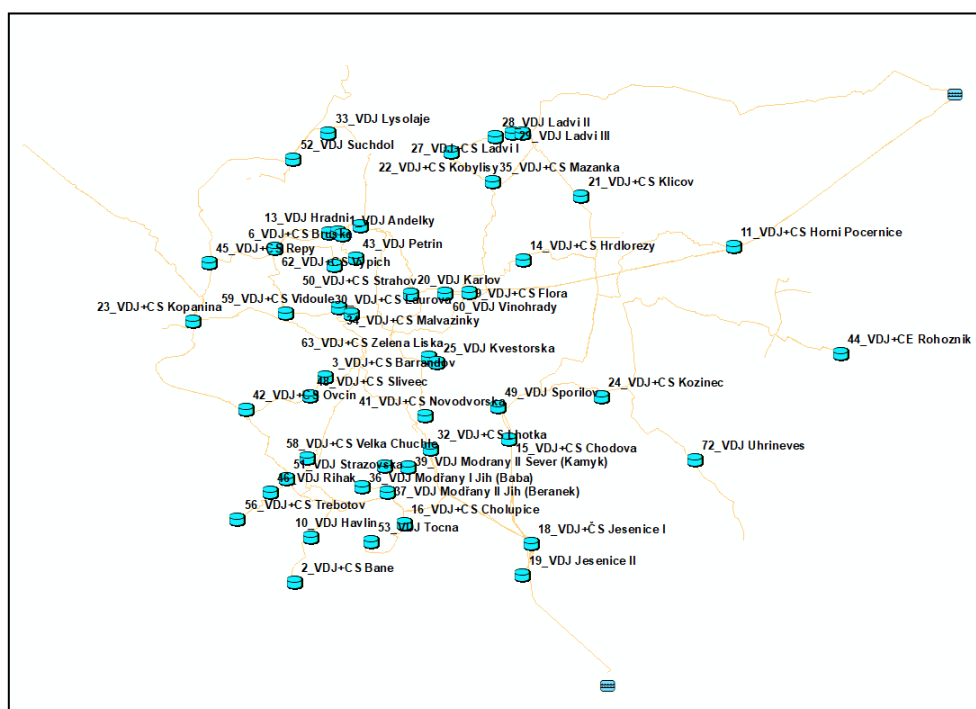 33_VDJ Lysolaje
28_VDJ Ladvi II
29_VDJ Ladvi III
52_VDJ Suchdol
27_VDJ+CS Ladvi I
22_VDJ+CS Kobylisy
35_VDJ+CS Mazanka
21_VDJ+CS Klicov
13_VDJ Hradni
1_VDJ Andelky
6_VDJ+CS Bruska
11_VDJ+CS Horni Pocernice
45_VDJ+CS Repy
43_VDJ Petrin
14_VDJ+CS Hrdlorezy
62_VDJ+CS Vypich
50_VDJ+CS Strahov
20_VDJ Karlov
9_VDJ+CS Flora
59_VDJ+CS Vidoule
30_VDJ+CS Laurova
60_VDJ Vinohrady
23_VDJ+CS Kopanina
34_VDJ+CS Malvazinky
63_VDJ+CS Zelena Liska
25_VDJ Kvestorska
44_VDJ+CE Rohoznik
3_VDJ+CS Barrandov
48_VDJ+CS Sliveec
24_VDJ+CS Kozinec
42_VDJ+CS Ovcin
41_VDJ+CS Novodvorska
49_VDJ Sporilov
32_VDJ+CS Lhotka
58_VDJ+CS Velka Chuchle
15_VDJ+CS Chodova
72_VDJ Uhrineves
51_VDJ Strazovska
39_VDJ Modrany II Sever (Kamyk)
46_VDJ Rihak
36_VDJ Modřany I Jih (Baba)
37_VDJ Modřany II Jih (Beranek)
56_VDJ+CS Trebotov
16_VDJ+CS Cholupice
10_VDJ Havlin
53_VDJ Tocna
18_VDJ+ČS Jesenice I
19_VDJ Jesenice II
2_VDJ+CS Bane